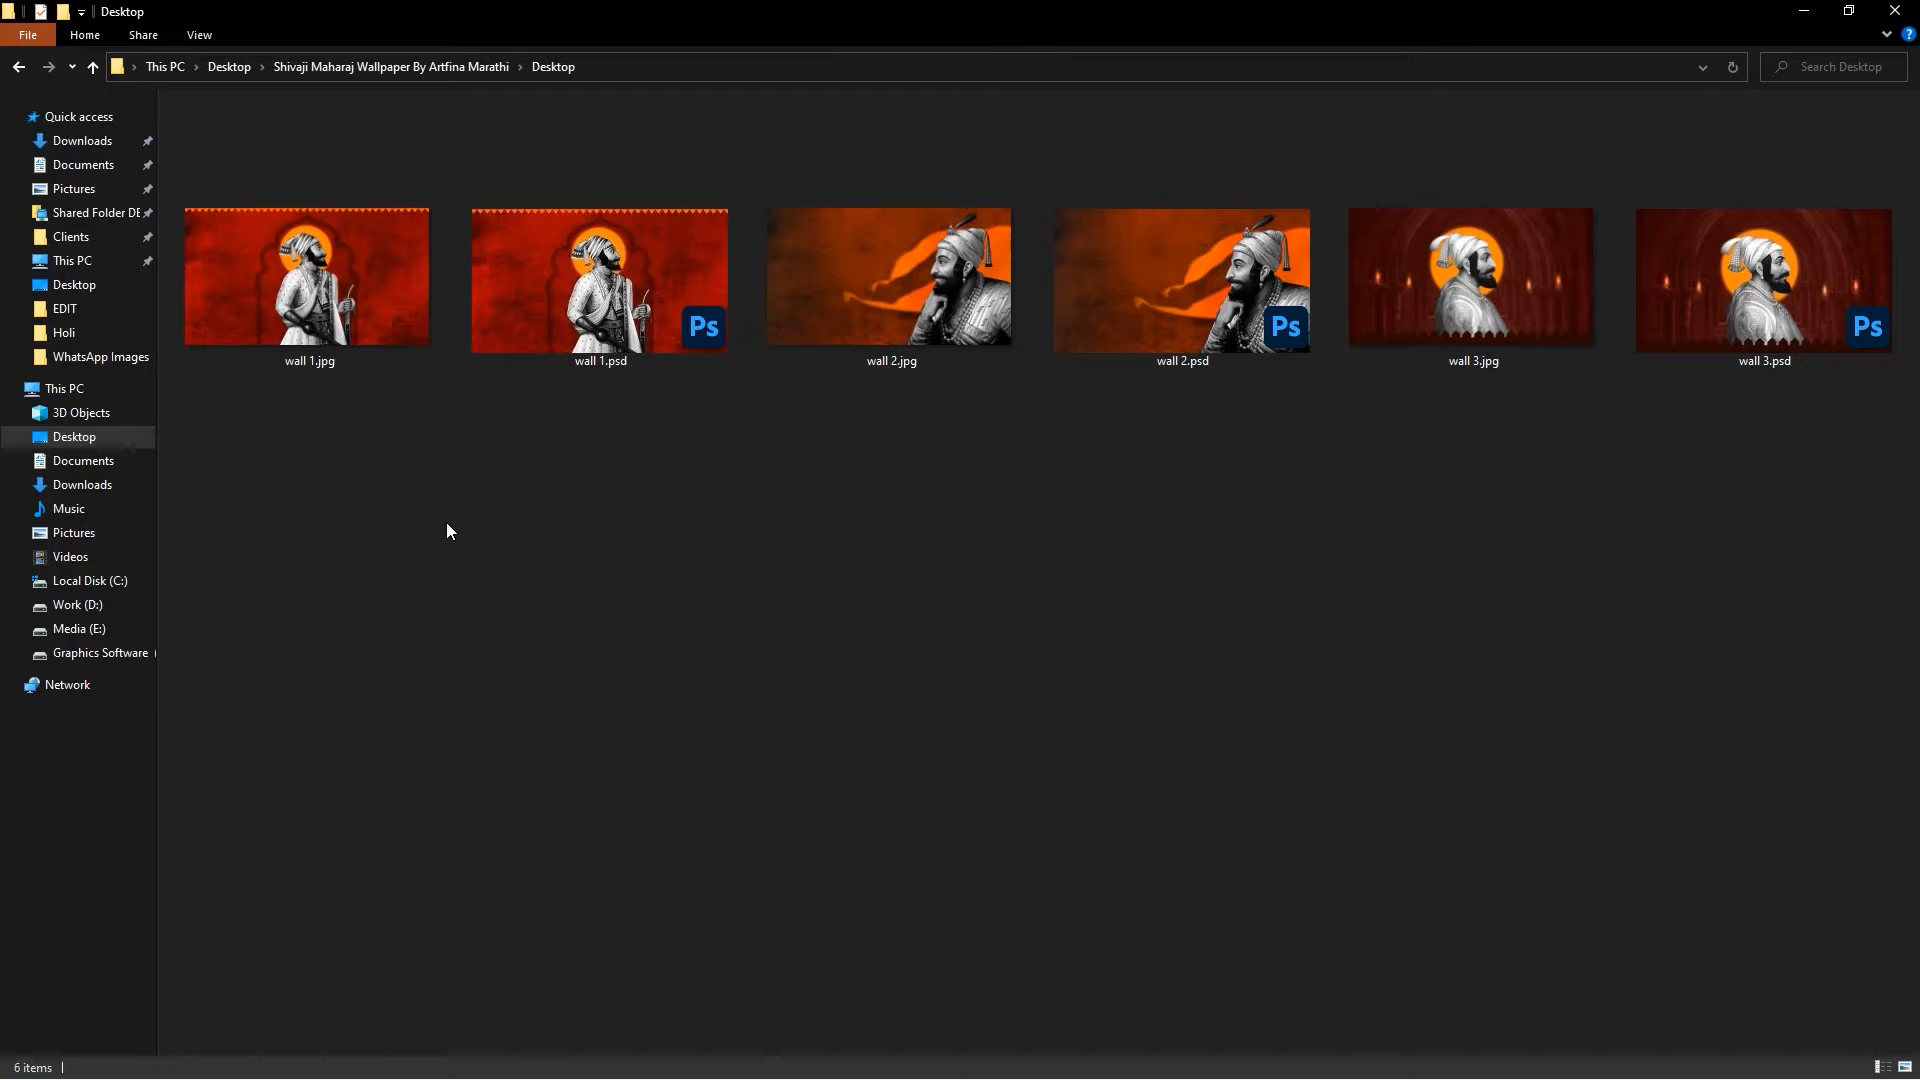 Desktop
File Home Share View
This PC Desktop Shivaji Maharaj Wallpaper By Artfina Marathi Desktop
Search Desktop
Quick access
Downloads
Documents
Pictures
Shared Folder DE
Clients
This PC
Desktop
EDIT
Holi
WhatsApp Images
This PC
3D Objects
Desktop
Documents
Downloads
Music
Pictures
Videos
Local Disk (C:)
Work (D:)
Media (E:)
Graphics Software (
Network
Ps Ps Ps
wall 1.jpg wall 1.psd wall 2.jpg wall 2.psd wall 3.jpg wall 3.psd
6 items